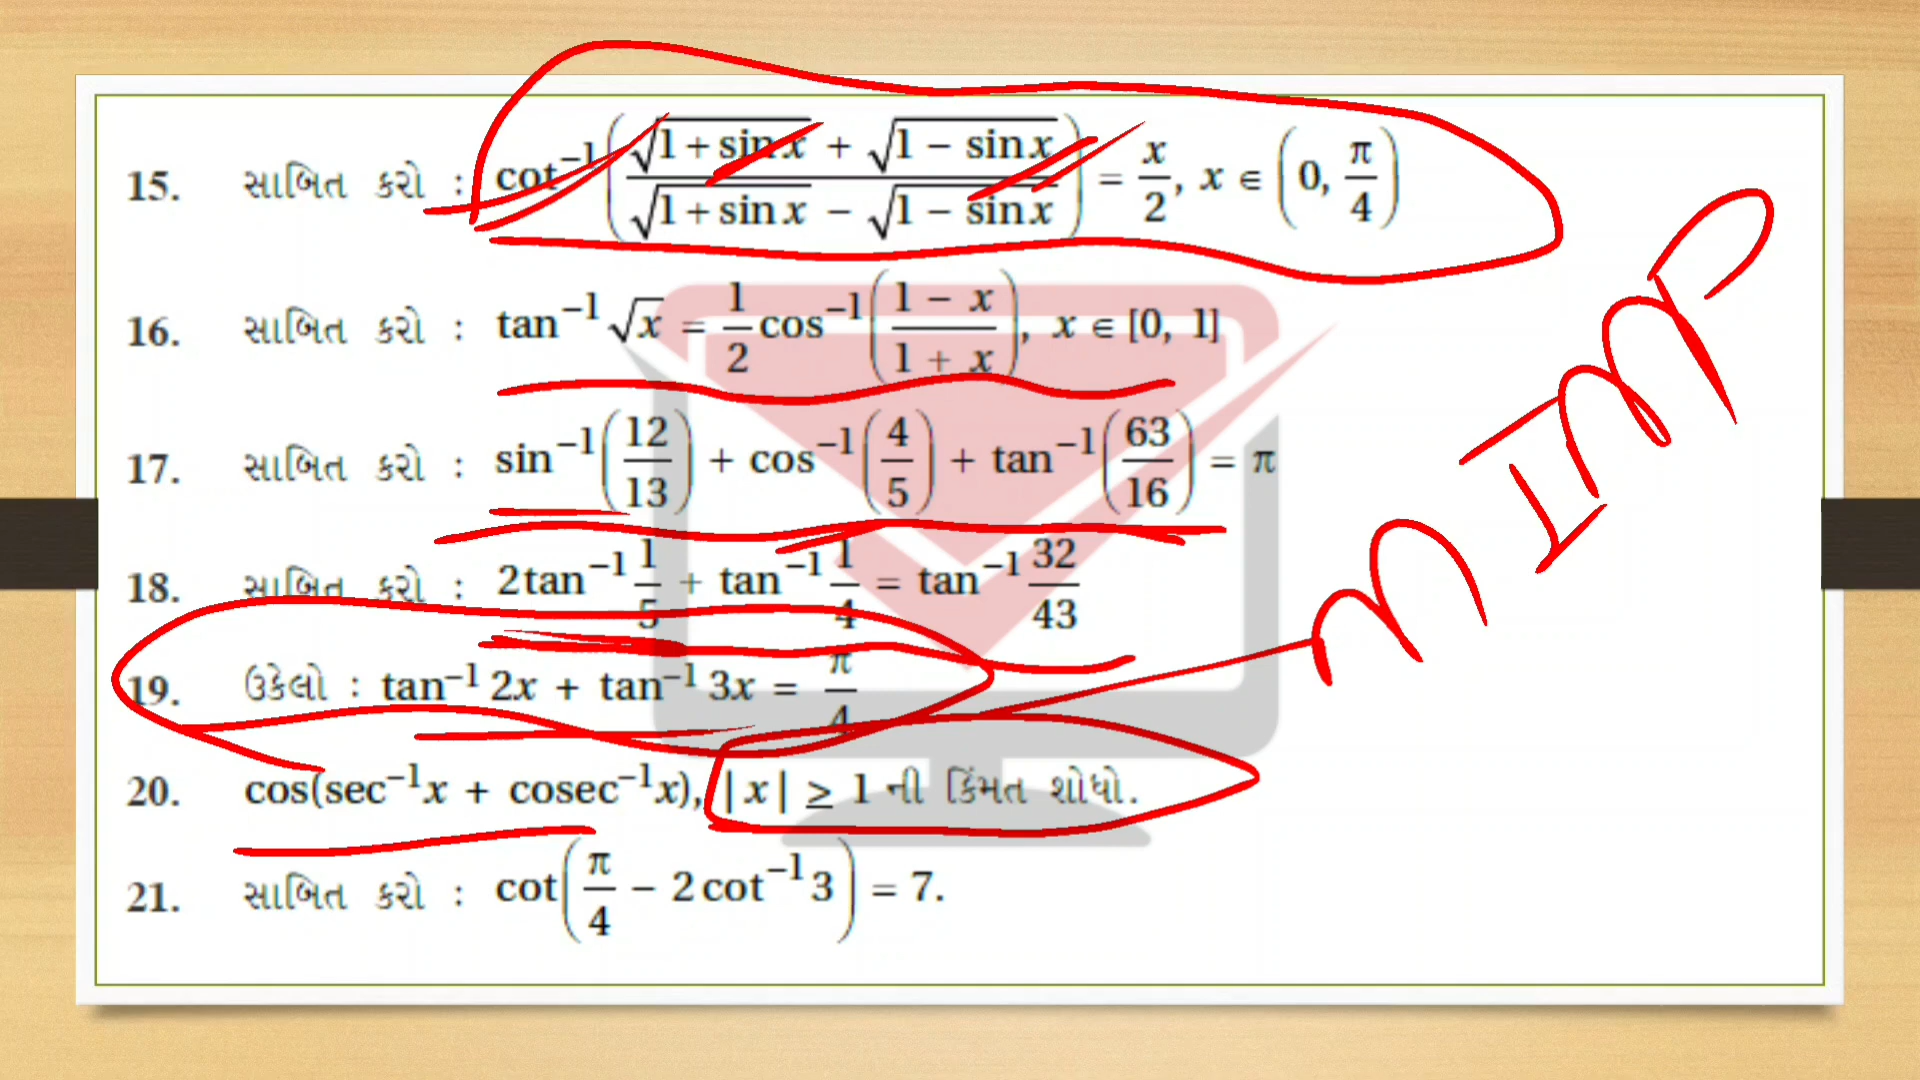 15. સાબિત કરો : cot⁻¹((√(1 + sin x) + √(1 − sin x))/(√(1 + sin x) − √(1 − sin x))) = x/2, x ∈ (0, π/4)
16. સાબિત કરો : tan⁻¹√x = 1/2 cos⁻¹((1 − x)/(1 + x)), x ∈ [0, 1]
17. સાબિત કરો : sin⁻¹(12/13) + cos⁻¹(4/5) + tan⁻¹(63/16) = π
18. સાબિત કરો : 2tan⁻¹ 1/5 + tan⁻¹ 1/4 = tan⁻¹ 32/43
19. ઉકેલો : tan⁻¹ 2x + tan⁻¹ 3x = π/4
20. cos(sec⁻¹x + cosec⁻¹x), |x| ≥ 1 ની કિંમત શોધો.
21. સાબિત કરો : cot(π/4 − 2cot⁻¹3) = 7.
M IMP